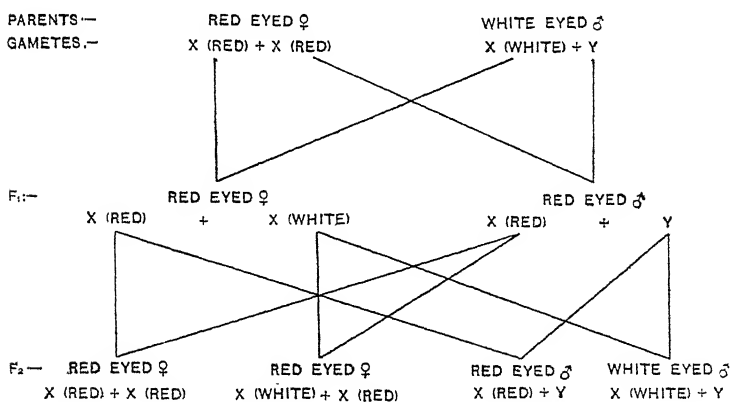 PARENTS:— RED EYED ♀ WHITE EYED ♂
GAMETES.— X (RED) + X (RED) X (WHITE) + Y
F₁:— RED EYED ♀ RED EYED ♂
X (RED) + X (WHITE) X (RED) + Y
F₂— RED EYED ♀ RED EYED ♀ RED EYED ♂ WHITE EYED ♂
X (RED) + X (RED) X (WHITE) + X (RED) X (RED) + Y X (WHITE) + Y